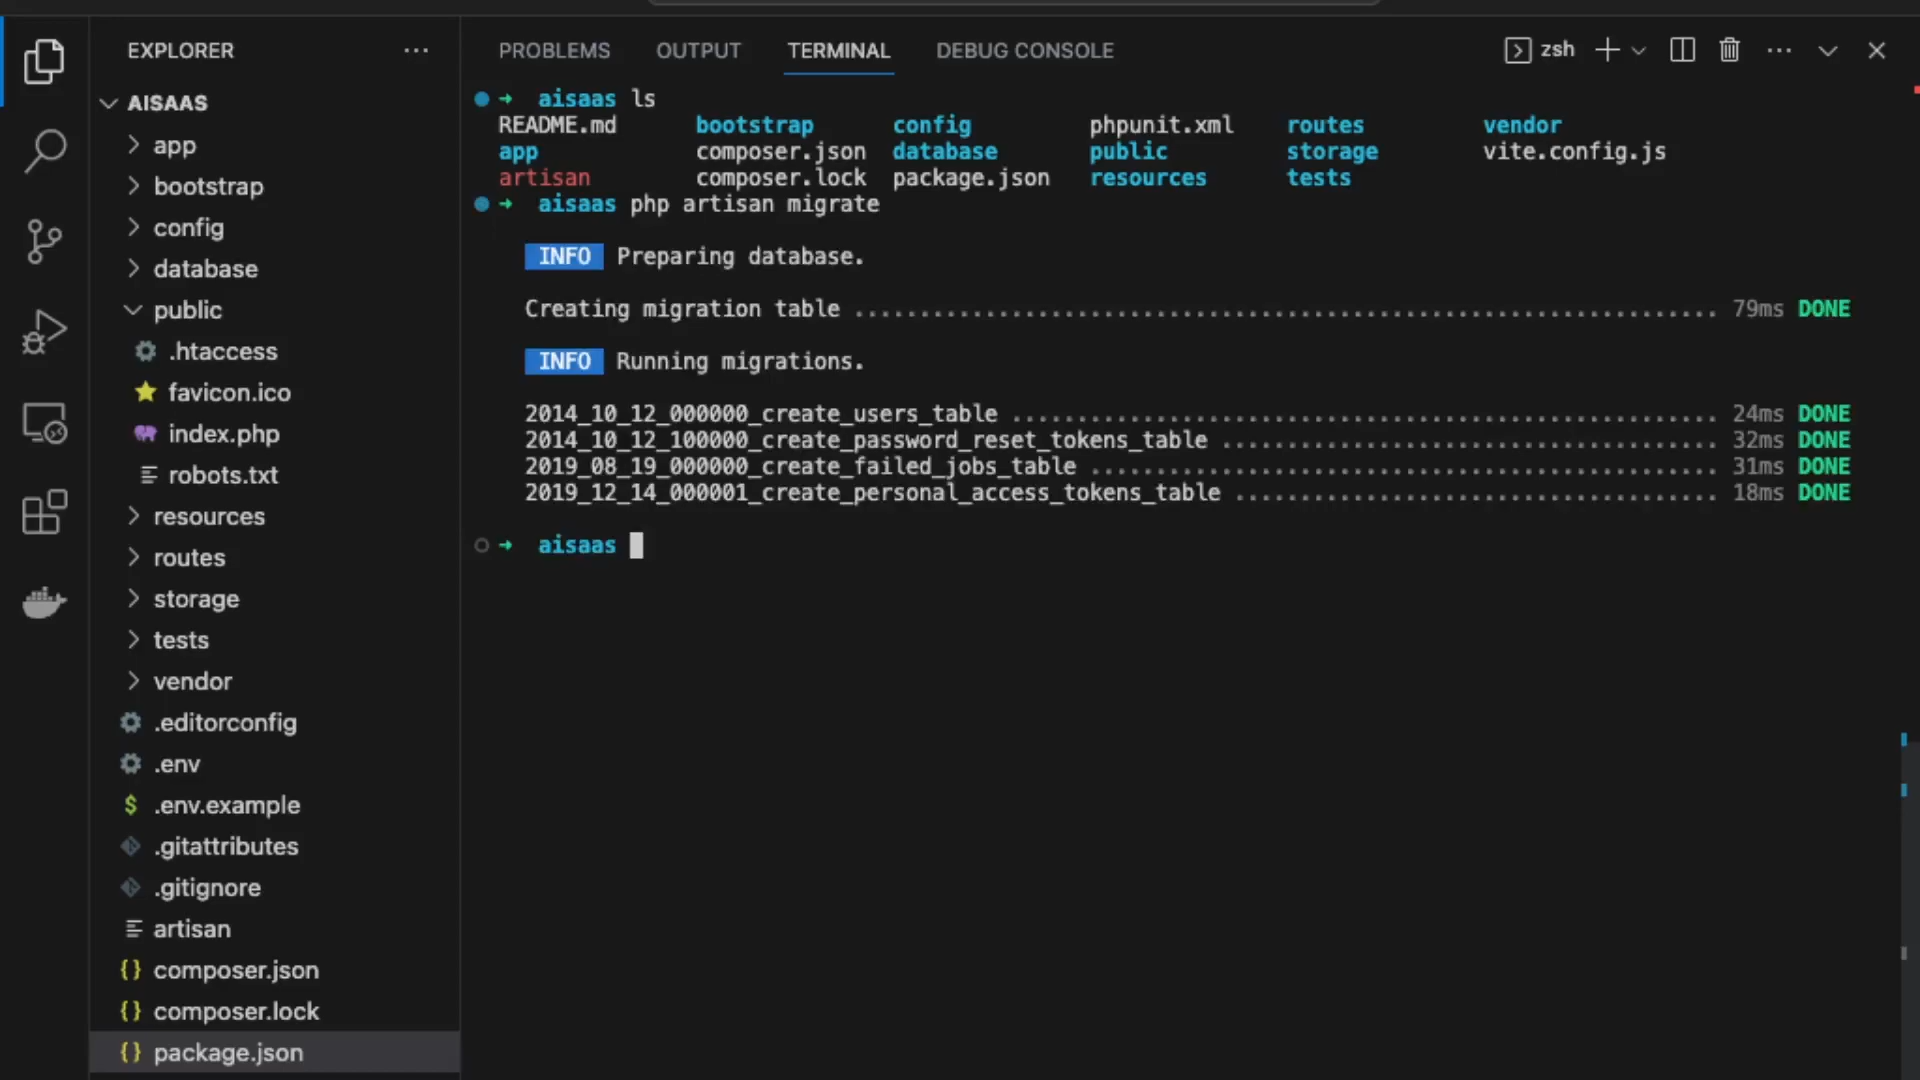 EXPLORER
AISAAS
app
bootstrap
config
database
public
.htaccess
favicon.ico
index.php
robots.txt
resources
routes
storage
tests
vendor
.editorconfig
.env
.env.example
.gitattributes
.gitignore
artisan
composer.json
composer.lock
package.json
PROBLEMS OUTPUT TERMINAL DEBUG CONSOLE zsh
aisaas ls
README.md bootstrap config phpunit.xml routes vendor
app composer.json database public storage vite.config.js
artisan composer.lock package.json resources tests
aisaas php artisan migrate
INFO Preparing database.
Creating migration table .................................................................. 79ms DONE
INFO Running migrations.
2014_10_12_000000_create_users_table ...................................................... 24ms DONE
2014_10_12_100000_create_password_reset_tokens_table ...................................... 32ms DONE
2019_08_19_000000_create_failed_jobs_table ................................................ 31ms DONE
2019_12_14_000001_create_personal_access_tokens_table ..................................... 18ms DONE
aisaas